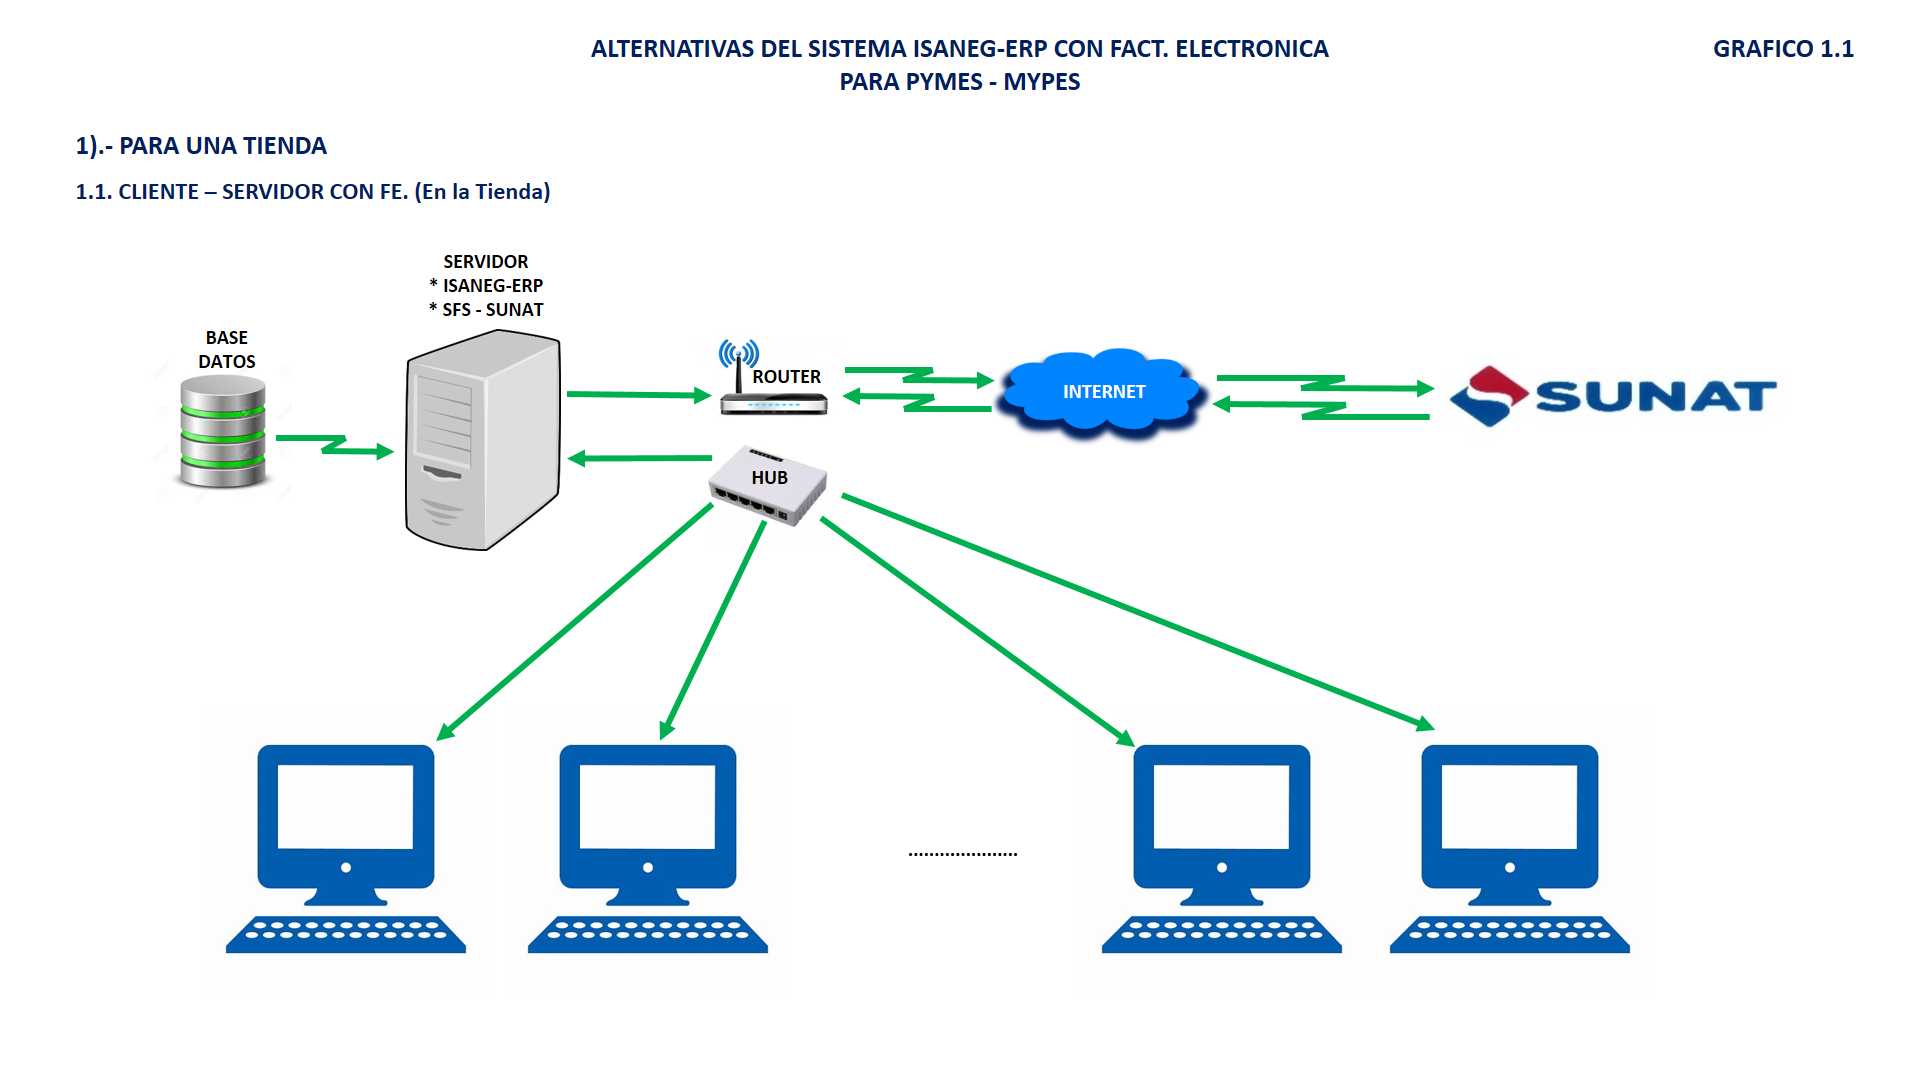 ALTERNATIVAS DEL SISTEMA ISANEG-ERP CON FACT. ELECTRONICA
PARA PYMES - MYPES
GRAFICO 1.1
1).- PARA UNA TIENDA
1.1. CLIENTE – SERVIDOR CON FE. (En la Tienda)
SERVIDOR
* ISANEG-ERP
* SFS - SUNAT
BASE
DATOS
ROUTER
INTERNET
SUNAT
HUB
.....................